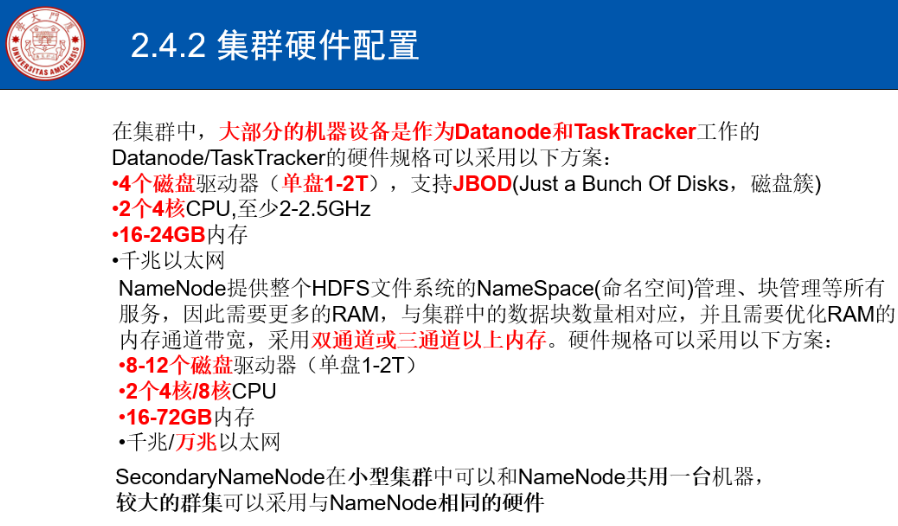 2.4.2 集群硬件配置
UNIVERSITAS AMOIENSIS
在集群中，大部分的机器设备是作为Datanode和TaskTracker工作的
Datanode/TaskTracker的硬件规格可以采用以下方案：
•4个磁盘驱动器（单盘1-2T），支持JBOD(Just a Bunch Of Disks，磁盘簇)
•2个4核CPU,至少2-2.5GHz
•16-24GB内存
•千兆以太网
NameNode提供整个HDFS文件系统的NameSpace(命名空间)管理、块管理等所有
服务，因此需要更多的RAM，与集群中的数据块数量相对应，并且需要优化RAM的
内存通道带宽，采用双通道或三通道以上内存。硬件规格可以采用以下方案：
•8-12个磁盘驱动器（单盘1-2T）
•2个4核/8核CPU
•16-72GB内存
•千兆/万兆以太网
SecondaryNameNode在小型集群中可以和NameNode共用一台机器，
较大的群集可以采用与NameNode相同的硬件